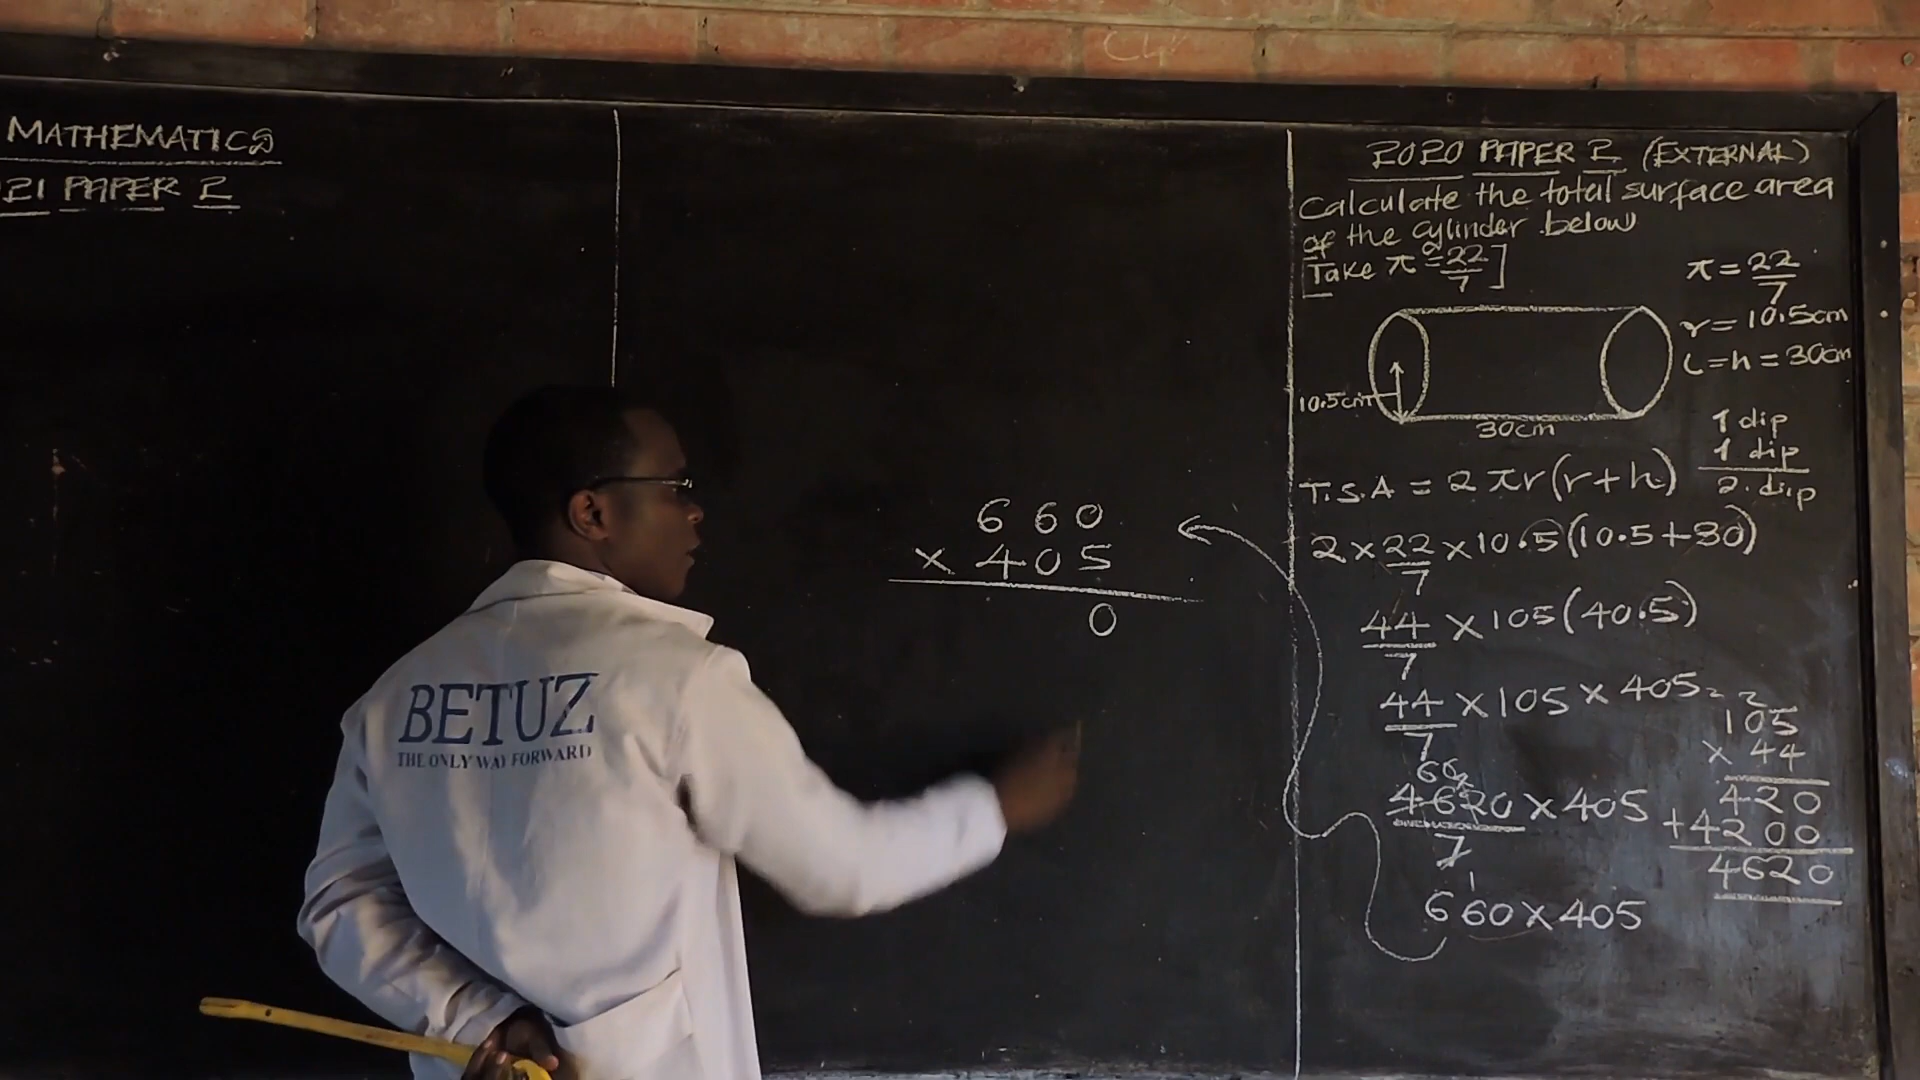 MATHEMATICS
21 PAPER 2
BETUZ
THE ONLY WAY FORWARD
660
× 405
0
2020 PAPER 2 (EXTERNAL)
Calculate the total surface area
of the cylinder below
[Take π = 22/7]
π = 22/7
r = 10.5cm
L = h = 30cm
10.5cm
30cm
1 dip
1 dip
2. dip
T.S.A = 2πr(r+h)
2 × 22/7 × 10.5(10.5+30)
44/7 × 105(40.5)
44/7 × 105 × 405
2
105
× 44
420
+4200
4620
660
4620/7 × 405
1
660 × 405